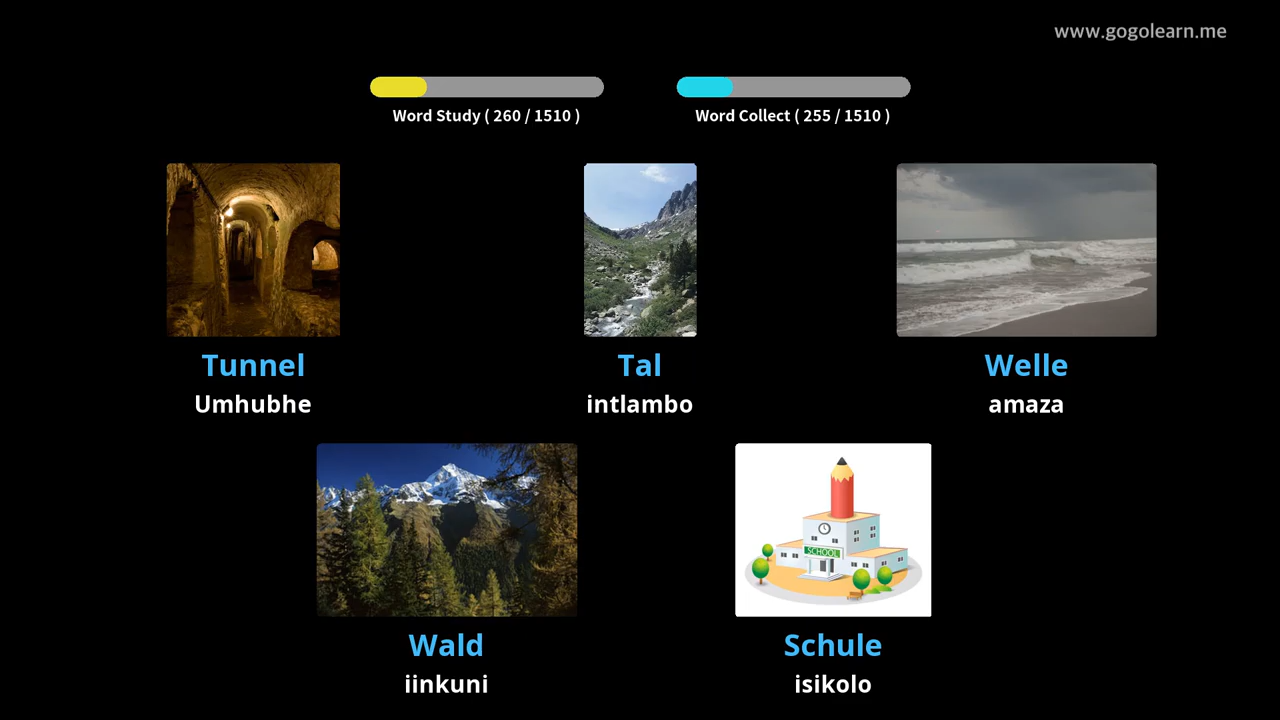 www.gogolearn.me
Word Study ( 260 / 1510 )
Word Collect ( 255 / 1510 )
Tunnel
Umhubhe
Tal
intlambo
Welle
amaza
SCHOOL
Wald
iinkuni
Schule
isikolo